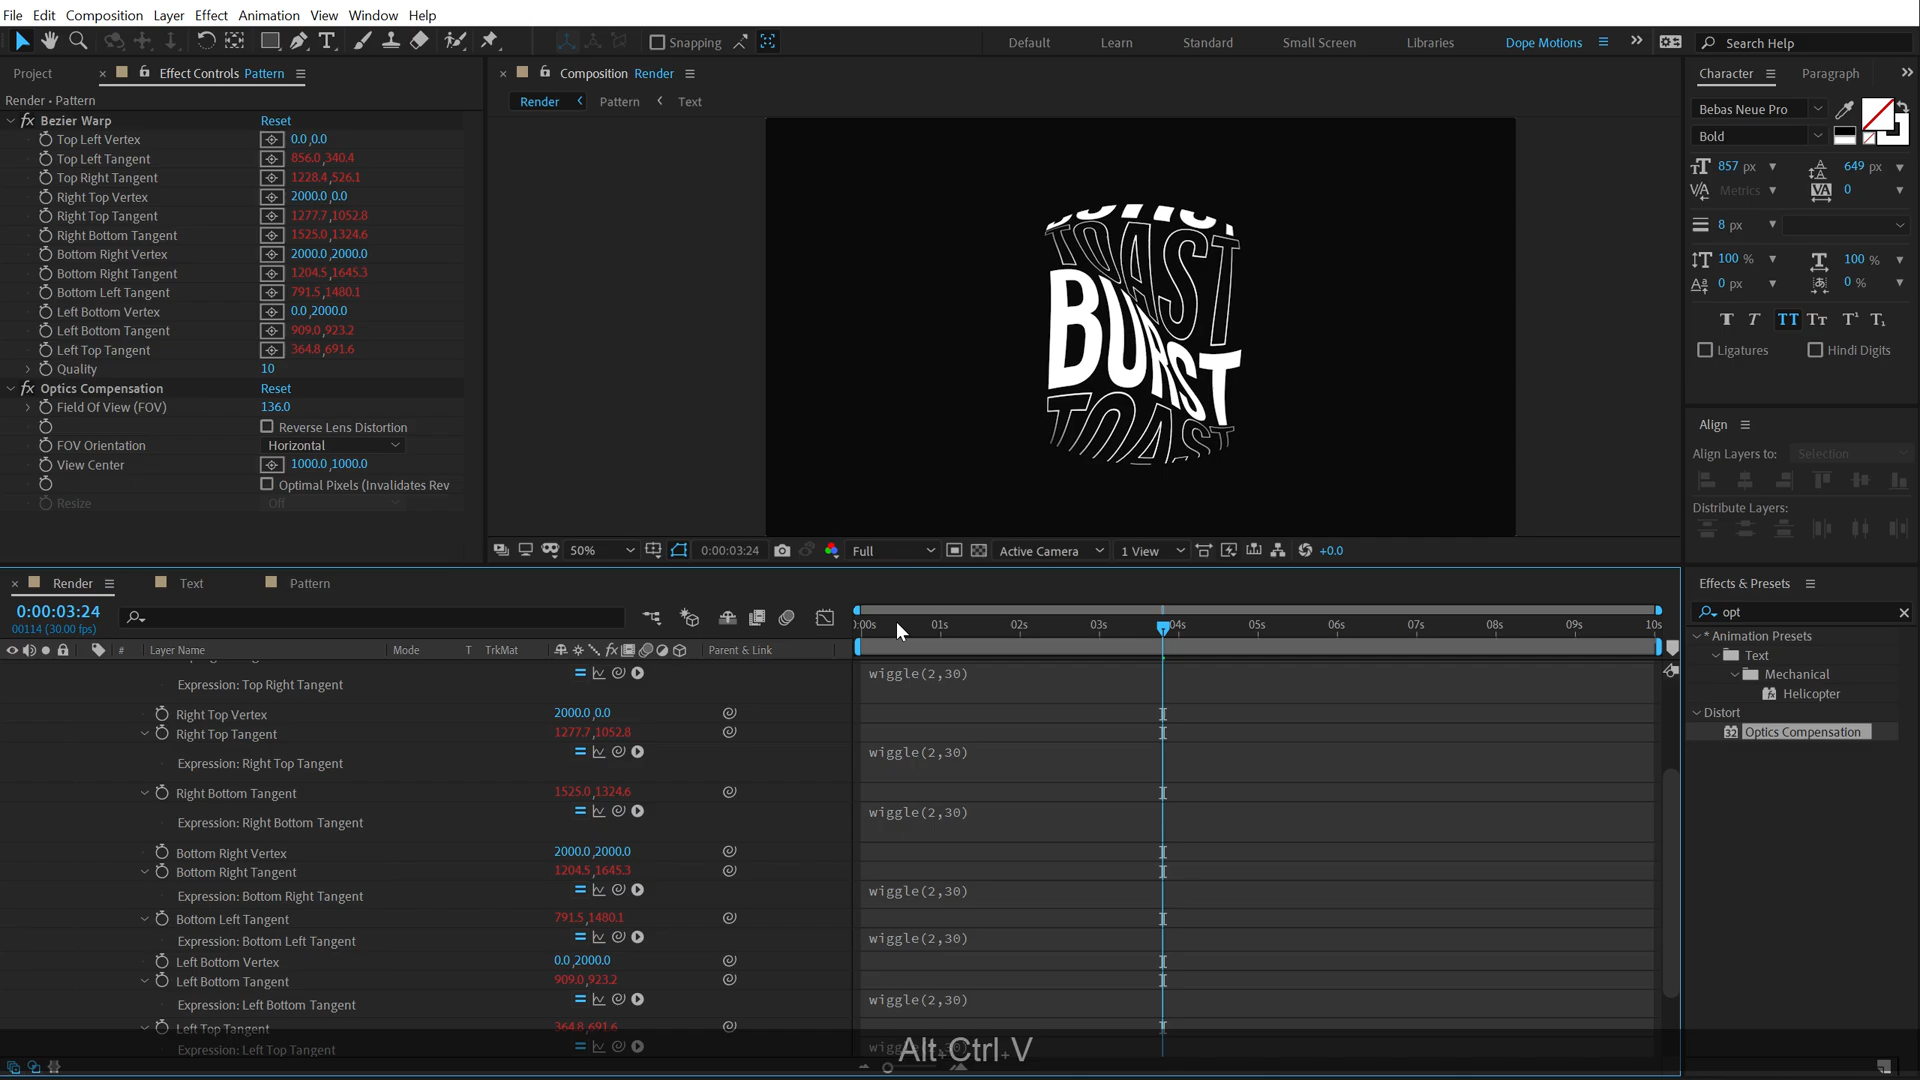 File Edit Composition Layer Effect Animation View Window Help
Snapping
Default Learn Standard Small Screen Libraries Dope Motions Search Help
Project Effect Controls Pattern
Composition Render
Render • Pattern
Render Pattern Text
Bezier Warp Reset
Top Left Vertex 0.0,0.0
Top Left Tangent 856.0,340.4
Top Right Tangent 1228.4,526.1
Right Top Vertex 2000.0,0.0
Right Top Tangent 1277.7,1052.8
Right Bottom Tangent 1525.0,1324.6
Bottom Right Vertex 2000.0,2000.0
Bottom Right Tangent 1204.5,1645.3
Bottom Left Tangent 791.5,1480.1
Left Bottom Vertex 0.0,2000.0
Left Bottom Tangent 909.0,923.2
Left Top Tangent 364.8,691.6
Quality 10
Optics Compensation Reset
Field Of View (FOV) 136.0
Reverse Lens Distortion
FOV Orientation Horizontal
View Center 1000.0,1000.0
Optimal Pixels (Invalidates Rev
Resize Off
TOAST
BURST
TOAST
50% 0:00:03:24 Full Active Camera 1 View +0.0
Character Paragraph
Bebas Neue Pro
Bold
857 px 649 px
Metrics 0
8 px
100 % 100 %
0 px 0 %
Ligatures Hindi Digits
Align
Align Layers to: Selection
Distribute Layers:
Effects & Presets
opt
* Animation Presets
Text
Mechanical
Helicopter
Distort
32 Optics Compensation
Render Text Pattern
0:00:03:24
00114 (30.00 fps)
:00s 01s 02s 03s 04s 05s 06s 07s 08s 09s 10s
# Layer Name Mode T TrkMat Parent & Link
Expression: Top Right Tangent wiggle(2,30)
Right Top Vertex 2000.0,0.0
Right Top Tangent 1277.7,1052.8
Expression: Right Top Tangent wiggle(2,30)
Right Bottom Tangent 1525.0,1324.6
Expression: Right Bottom Tangent wiggle(2,30)
Bottom Right Vertex 2000.0,2000.0
Bottom Right Tangent 1204.5,1645.3
Expression: Bottom Right Tangent wiggle(2,30)
Bottom Left Tangent 791.5,1480.1
Expression: Bottom Left Tangent wiggle(2,30)
Left Bottom Vertex 0.0,2000.0
Left Bottom Tangent 909.0,923.2
Expression: Left Bottom Tangent wiggle(2,30)
Left Top Tangent 364.8,691.6
Expression: Left Top Tangent
Alt+Ctrl+V